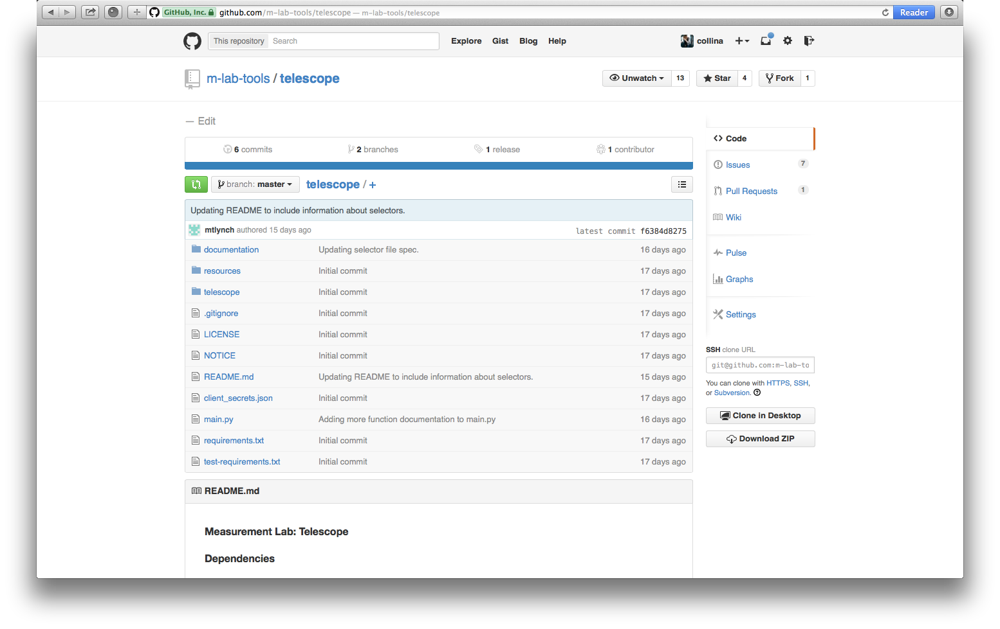 GitHub, Inc. github.com/m-lab-tools/telescope — m-lab-tools/telescope Reader
This repository Search Explore Gist Blog Help collina
m-lab-tools / telescope Unwatch 13 Star 4 Fork 1
— Edit
6 commits 2 branches 1 release 1 contributor
branch: master telescope / +
Updating README to include information about selectors.
mtlynch authored 15 days ago latest commit f6384d8275
documentation Updating selector file spec. 16 days ago
resources Initial commit 17 days ago
telescope Initial commit 17 days ago
.gitignore Initial commit 17 days ago
LICENSE Initial commit 17 days ago
NOTICE Initial commit 17 days ago
README.md Updating README to include information about selectors. 15 days ago
client_secrets.json Initial commit 17 days ago
main.py Adding more function documentation to main.py 16 days ago
requirements.txt Initial commit 17 days ago
test-requirements.txt Initial commit 17 days ago
README.md
Measurement Lab: Telescope
Dependencies
Code
Issues 7
Pull Requests 1
Wiki
Pulse
Graphs
Settings
SSH clone URL
git@github.com:m-lab-to
You can clone with HTTPS, SSH,
or Subversion.
Clone in Desktop
Download ZIP